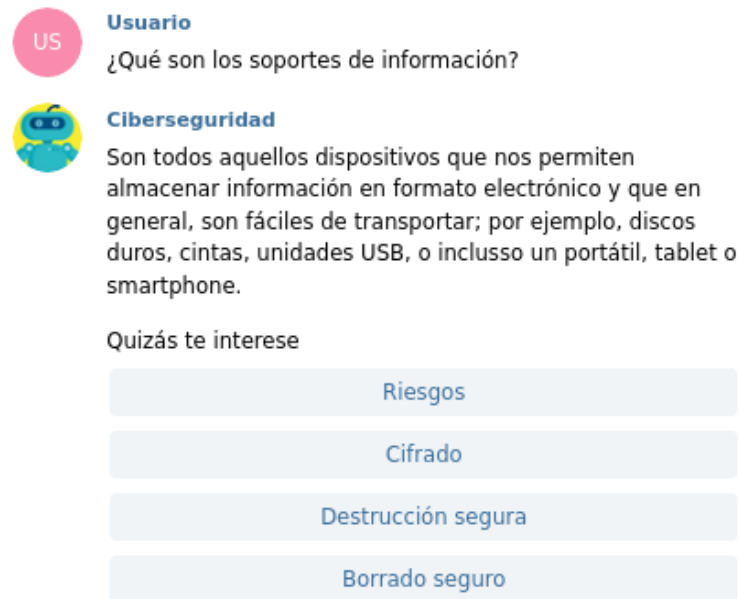 US
Usuario
¿Qué son los soportes de información?
Ciberseguridad
Son todos aquellos dispositivos que nos permiten
almacenar información en formato electrónico y que en
general, son fáciles de transportar; por ejemplo, discos
duros, cintas, unidades USB, o inclusso un portátil, tablet o
smartphone.
Quizás te interese
Riesgos
Cifrado
Destrucción segura
Borrado seguro